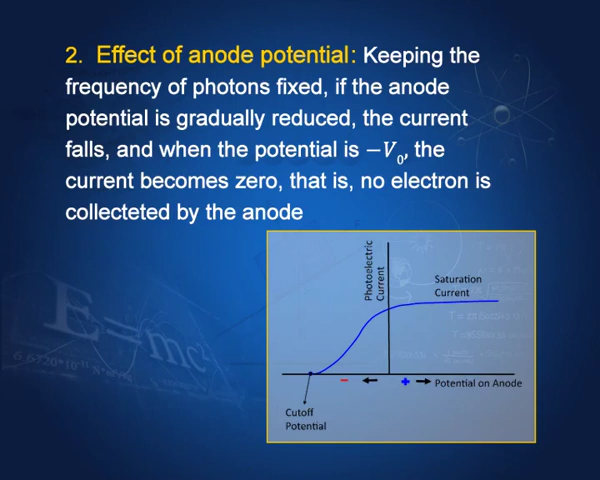 2. Effect of anode potential: Keeping the
frequency of photons fixed, if the anode
potential is gradually reduced, the current
falls, and when the potential is −V₀, the
current becomes zero, that is, no electron is
collecteted by the anode
Photoelectric
Current
Saturation
Current
− ← + → Potential on Anode
Cutoff
Potential
E=mc²